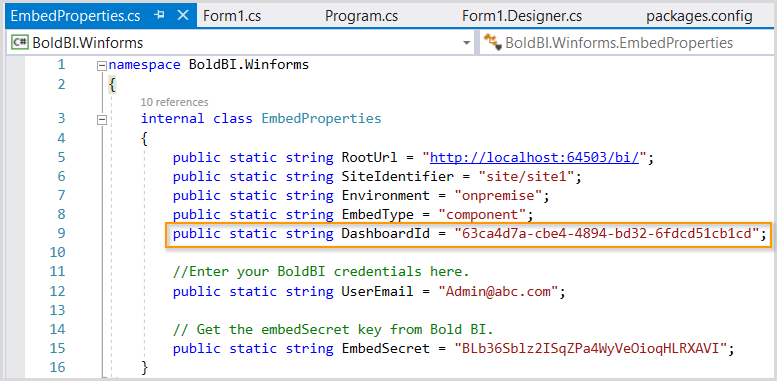 EmbedProperties.cs Form1.cs Program.cs Form1.Designer.cs packages.config
C# BoldBI.Winforms BoldBI.Winforms.EmbedProperties
1 namespace BoldBI.Winforms
2 {
10 references
3 internal class EmbedProperties
4 {
5 public static string RootUrl = "http://localhost:64503/bi/";
6 public static string SiteIdentifier = "site/site1";
7 public static string Environment = "onpremise";
8 public static string EmbedType = "component";
9 public static string DashboardId = "63ca4d7a-cbe4-4894-bd32-6fdcd51cb1cd";
10
11 //Enter your BoldBI credentials here.
12 public static string UserEmail = "Admin@abc.com";
13
14 // Get the embedSecret key from Bold BI.
15 public static string EmbedSecret = "BLb36Sblz2ISqZPa4WyVeOioqHLRXAVI";
16 }